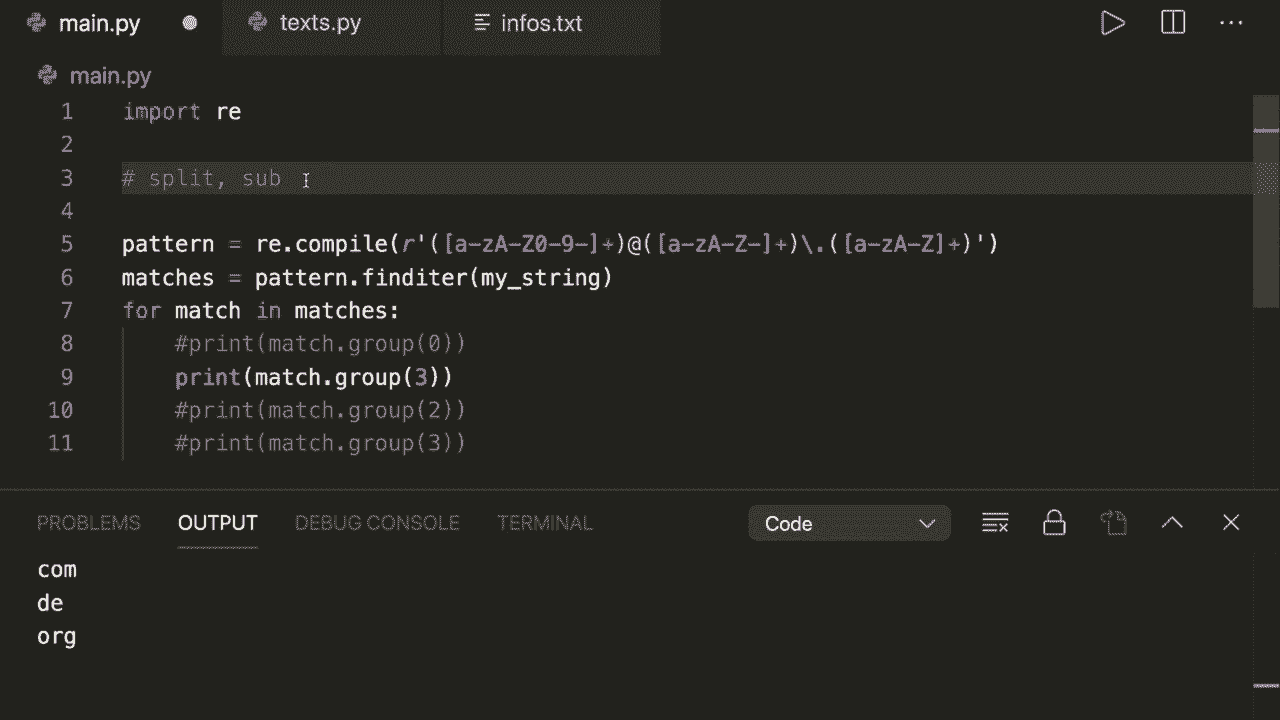 main.py texts.py infos.txt
main.py
1 import re
2
3 # split, sub
4
5 pattern = re.compile(r'([a-zA-Z0-9-]+)@([a-zA-Z-]+)\.([a-zA-Z]+)')
6 matches = pattern.finditer(my_string)
7 for match in matches:
8 #print(match.group(0))
9 print(match.group(3))
10 #print(match.group(2))
11 #print(match.group(3))
PROBLEMS OUTPUT DEBUG CONSOLE TERMINAL Code
com
de
org